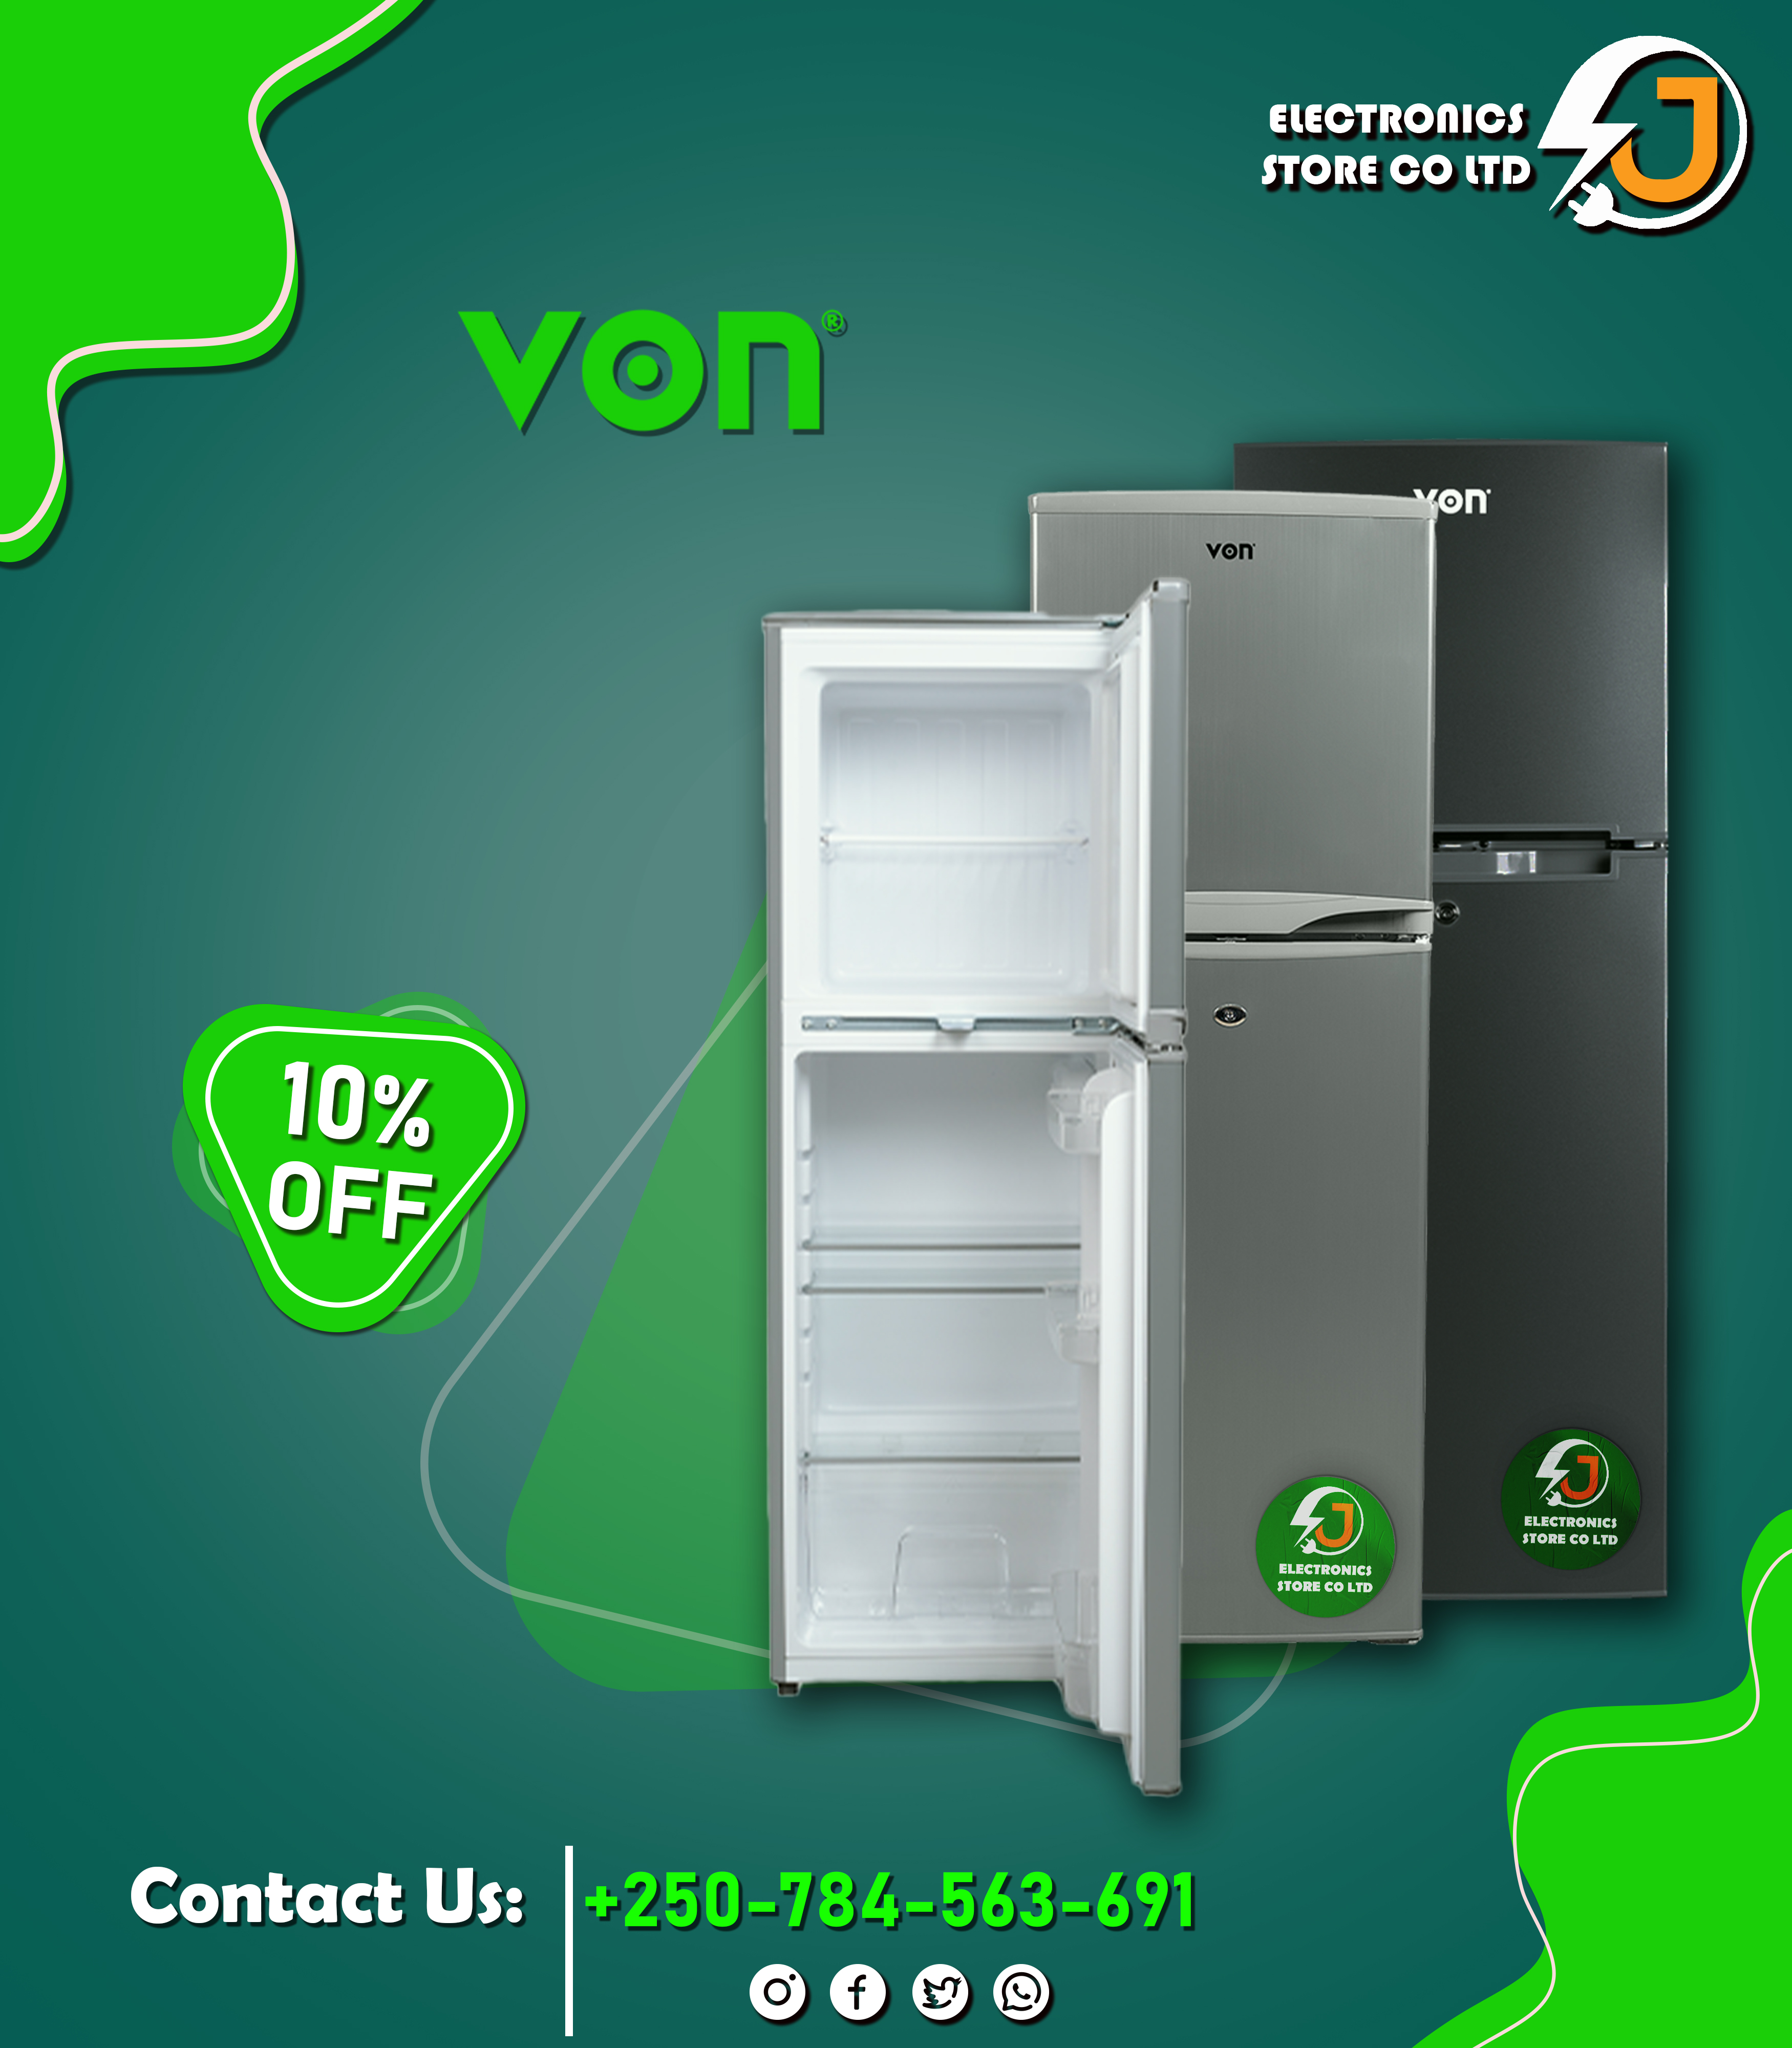 ELECTRONICS
STORE CO LTD
J
von®
von
von
10%
OFF
J
ELECTRONICS
STORE CO LTD
J
ELECTRONICS
STORE CO LTD
Contact Us:
+250-784-563-691